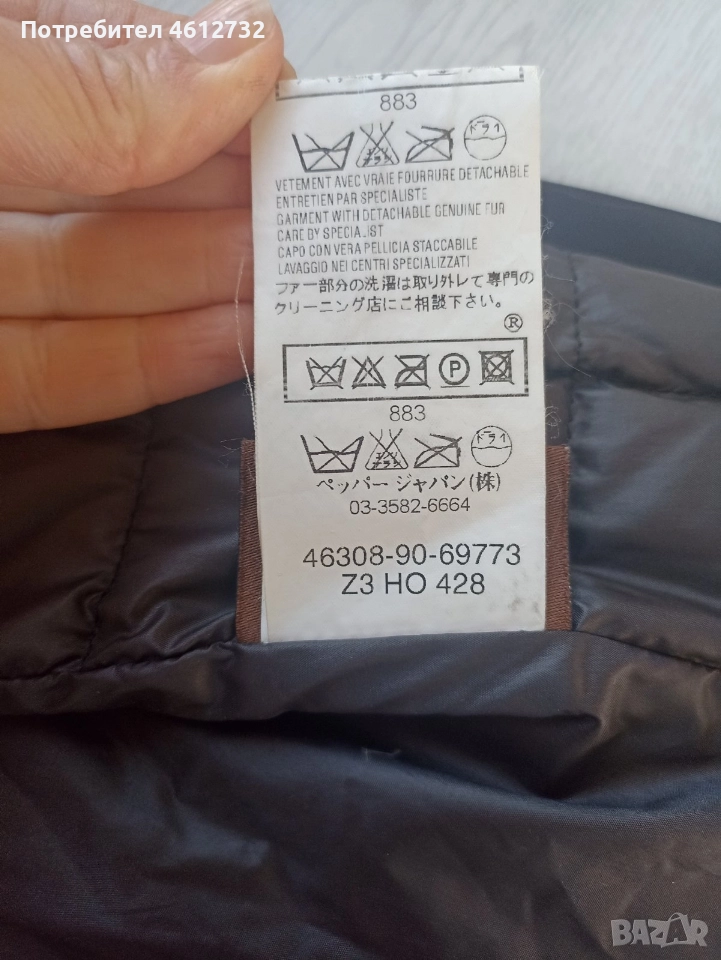 Потребител 4612732
883
ドライ
VETEMENT AVEC VRAIE FOURRURE DETACHABLE
ENTRETIEN PAR SPECIALISTE
GARMENT WITH DETACHABLE GENUINE FUR
CARE BY SPECIALIST
CAPO CON VERA PELLICIA STACCABILE
LAVAGGIO NEI CENTRI SPECIALIZZATI
ファー部分の洗濯は取り外して専門の
クリーニング店にご相談下さい。
®
P
883
ドライ
ペッパージャパン(株)
03-3582-6664
46308-90-69773
Z3 HO 428
BAZAR